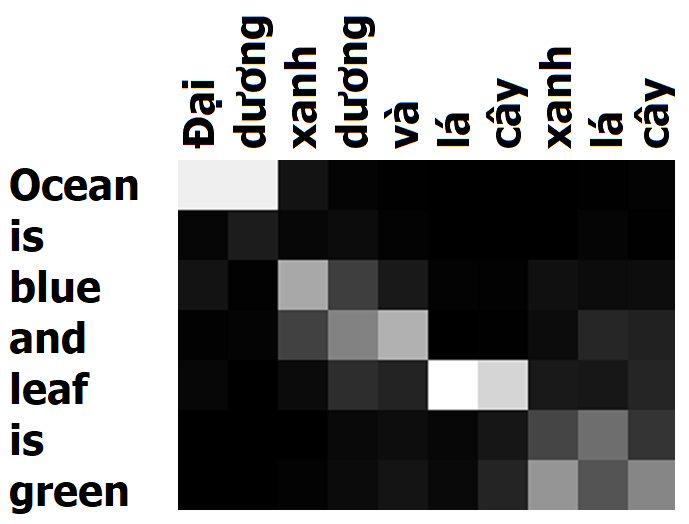 Đại dương xanh dương và lá cây xanh lá cây
Ocean
is
blue
and
leaf
is
green